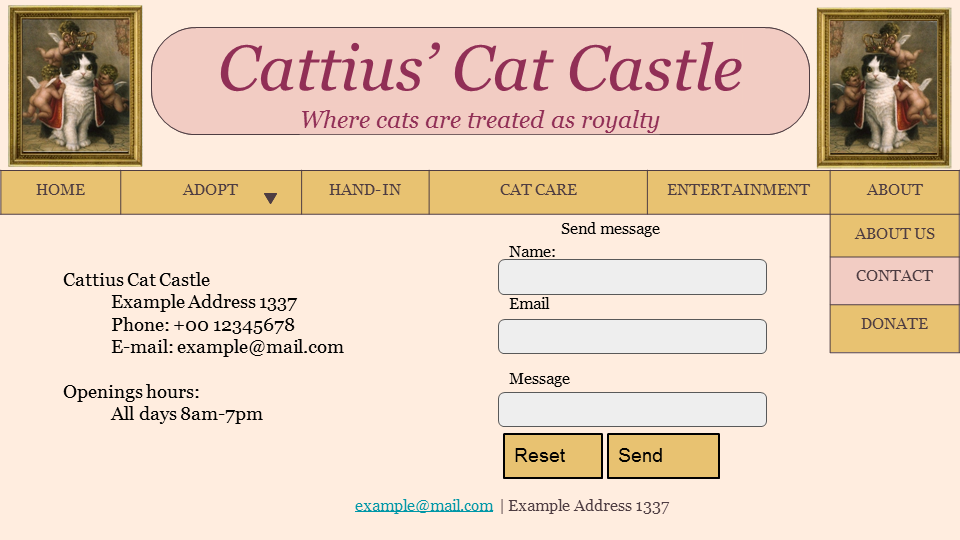 Cattius’ Cat Castle
Where cats are treated as royalty
HOME
ADOPT
HAND-IN
CAT CARE
ENTERTAINMENT
ABOUT
ABOUT US
CONTACT
DONATE
Cattius Cat Castle
Example Address 1337
Phone: +00 12345678
E-mail: example@mail.com
Openings hours:
All days 8am-7pm
Send message
Name:
Email
Message
Reset
Send
example@mail.com | Example Address 1337